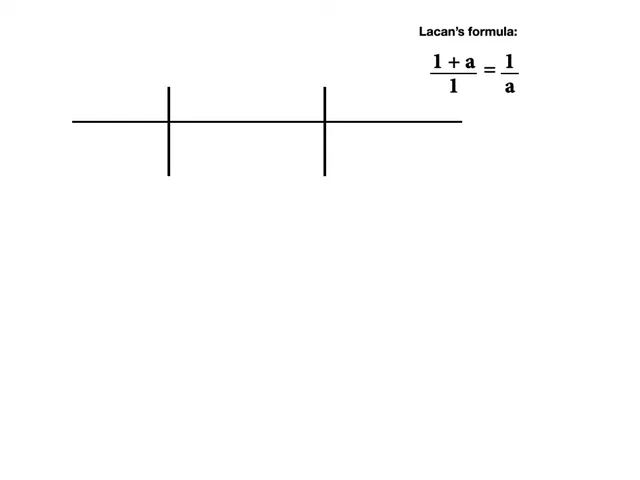 Lacan's formula:
1 + a / 1 = 1 / a